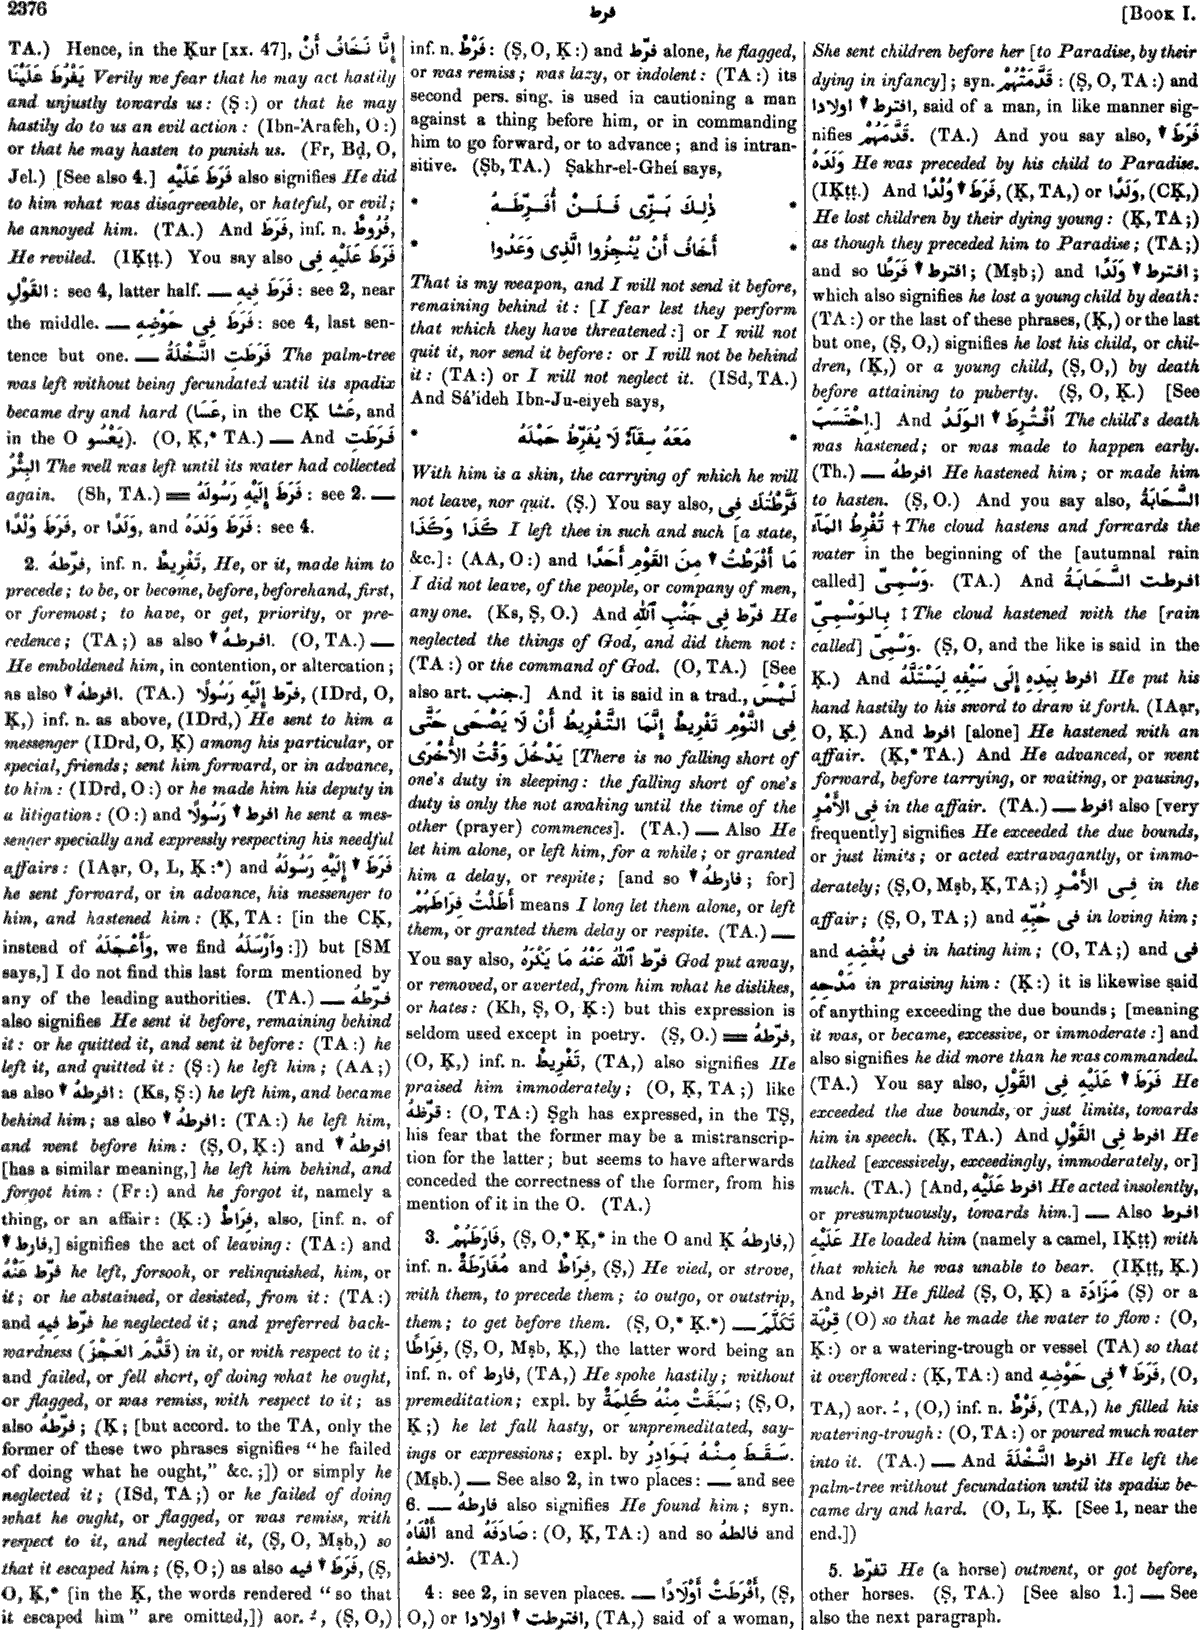 2376
فرط
[Book I.
TA.) Hence, in the Ḳur [xx. 47], إِنَّا نَخَافُ أَنْ
يَفْرُطَ عَلَيْنَا Verily we fear that he may act hastily
and unjustly towards us: (Ṣ:) or that he may
hastily do to us an evil action: (Ibn-'Arafeh, O:)
or that he may hasten to punish us. (Fr, Bḍ, O,
Jel.) [See also 4.] فَرَطَ عَلَيْهِ also signifies He did
to him what was disagreeable, or hateful, or evil;
he annoyed him. (TA.) And فَرَطَ, inf. n. فُرُوطٌ,
He reviled. (IḲṭṭ.) You say also فَرَطَ عَلَيْهِ فِى
القَوْلِ: see 4, latter half. — فَرَطَ فِيهِ: see 2, near
the middle. — فَرَطَ فِى حَوْضِهِ: see 4, last sen-
tence but one. — فَرَطَتِ النَّخْلَةُ The palm-tree
was left without being fecundated until its spadix
became dry and hard (عَسَا, in the CḲ عَشا, and
in the O يَعْسُو). (O, Ḳ,* TA.) — And فَرَطَتِ
البِئْرُ The well was left until its water had collected
again. (Sh, TA.) == فَرَطَ إِلَيْهِ رَسُولَهُ: see 2. —
فَرَطَ وُلْدًا, or وَلَدًا, and فَرَطَ وَلَدَهُ: see 4.
2. فرّطهُ, inf. n. تَفْرِيطٌ, He, or it, made him to
precede; to be, or become, before, beforehand, first,
or foremost; to have, or get, priority, or pre-
cedence; (TA;) as also ▼ افرطهُ. (O, TA.) —
He emboldened him, in contention, or altercation;
as also ▼ افرطهُ. (TA.) فرّط إِلَيْهِ رَسُولًا, (IDrd, O,
Ḳ,) inf. n. as above, (IDrd,) He sent to him a
messenger (IDrd, O, Ḳ) among his particular, or
special, friends; sent him forward, or in advance,
to him: (IDrd, O:) or he made him his deputy in
a litigation: (O:) and افرط ▼ رَسُولًا he sent a mes-
senger specially and expressly respecting his needful
affairs: (IAạr, O, L, Ḳ:*) and فَرَطَ ▼ إِلَيْهِ رَسُولَهُ
he sent forward, or in advance, his messenger to
him, and hastened him: (Ḳ, TA: [in the CḲ,
instead of وَأَعْجَلَهُ, we find وَأَرْسَلَهُ:]) but [SM
says,] I do not find this last form mentioned by
any of the leading authorities. (TA.) — فرّطهُ
also signifies He sent it before, remaining behind
it: or he quitted it, and sent it before: (TA:) he
left it, and quitted it: (Ṣ:) he left him; (AA;)
as also ▼ افرطهُ: (Ks, Ṣ:) he left him, and became
behind him; as also ▼ افرطهُ: (TA:) he left him,
and went before him: (Ṣ, O, Ḳ:) and ▼ افرطهُ
[has a similar meaning,] he left him behind, and
forgot him: (Fr:) and he forgot it, namely a
thing, or an affair: (Ḳ:) فِرَاطٌ, also, [inf. n. of
▼ فارط,] signifies the act of leaving: (TA:) and
فرّط عَنْهُ he left, forsook, or relinquished, him, or
it; or he abstained, or desisted, from it: (TA:)
and فرّط فِيهِ he neglected it; and preferred back-
wardness (قَدَّمَ العَجْزَ) in it, or with respect to it;
and failed, or fell short, of doing what he ought,
or flagged, or was remiss, with respect to it; as
also فرّطهُ; (Ḳ; [but accord. to the TA, only the
former of these two phrases signifies "he failed
of doing what he ought," &c.;]) or simply he
neglected it; (ISd, TA;) or he failed of doing
what he ought, or flagged, or was remiss, with
respect to it, and neglected it, (Ṣ, O, Mṣb,) so
that it escaped him; (Ṣ, O;) as also فَرَطَ ▼ فِيهِ, (Ṣ,
O, Ḳ,* [in the Ḳ, the words rendered "so that
it escaped him" are omitted,]) aor. ـُ, (Ṣ, O,)
inf. n. فَرْطٌ: (Ṣ, O, Ḳ:) and فرّط alone, he flagged,
or was remiss; was lazy, or indolent: (TA:) its
second pers. sing. is used in cautioning a man
against a thing before him, or in commanding
him to go forward, or to advance; and is intran-
sitive. (Ṣb, TA.) Ṣakhr-el-Gheí says,
* ذٰلِكَ بَزِّى فَلَنْ أُفَرِّطَهُ *
* أَخَافُ أَنْ يُنْجِزُوا الَّذِى وَعَدُوا *
That is my weapon, and I will not send it before,
remaining behind it: [I fear lest they perform
that which they have threatened:] or I will not
quit it, nor send it before: or I will not be behind
it: (TA:) or I will not neglect it. (ISd, TA.)
And Sá'ideh Ibn-Ju-eiyeh says,
* مَعَهُ سِقَاءٌ لَا يُفَرِّطُ حَمْلَهُ *
With him is a skin, the carrying of which he will
not leave, nor quit. (Ṣ.) You say also, فَرَّطْتُكَ فِى
كَذَا وَكَذَا I left thee in such and such [a state,
&c.]: (AA, O:) and مَا أَفْرَطْتُ ▼ مِنَ القَوْمِ أَحَدًا
I did not leave, of the people, or company of men,
any one. (Ks, Ṣ, O.) And فرّط فِى جَنْبِ ٱللّٰهِ He
neglected the things of God, and did them not:
(TA:) or the command of God. (O, TA.) [See
also art. جنب.] And it is said in a trad., لَيْسَ
فِى النَّوْمِ تَفْرِيطٌ إِنَّمَا التَّفْرِيطُ أَنْ لَا يَصْحَى حَتَّى
يَدْخُلَ وَقْتُ الأُخْرَى [There is no falling short of
one's duty in sleeping: the falling short of one's
duty is only the not awaking until the time of the
other (prayer) commences]. (TA.) — Also He
let him alone, or left him, for a while; or granted
him a delay, or respite; [and so ▼ فارطهُ; for]
أَطَلْتُ فِرَاطَهُمْ means I long let them alone, or left
them, or granted them delay or respite. (TA.) —
You say also, فرّط ٱللّٰهُ عَنْهُ مَا يَكْرَهُ God put away,
or removed, or averted, from him what he dislikes,
or hates: (Kh, Ṣ, O, Ḳ:) but this expression is
seldom used except in poetry. (Ṣ, O.) == فرّطهُ,
(O, Ḳ,) inf. n. تَفْرِيطٌ, (TA,) also signifies He
praised him immoderately; (O, Ḳ, TA;) like
قرّظهُ: (O, TA:) Ṣgh has expressed, in the TṢ,
his fear that the former may be a mistranscrip-
tion for the latter; but seems to have afterwards
conceded the correctness of the former, from his
mention of it in the O. (TA.)
3. فَارَطَهُمْ, (Ṣ, O,* Ḳ,* in the O and Ḳ فارطهُ,)
inf. n. مُفَارَطَةٌ and فِرَاطٌ, (Ṣ,) He vied, or strove,
with them, to precede them; to outgo, or outstrip,
them; to get before them. (Ṣ, O,* Ḳ.*) — تَكَلَّمَ
فِرَاطًا, (Ṣ, O, Mṣb, Ḳ,) the latter word being an
inf. n. of فارط, (TA,) He spoke hastily; without
premeditation; expl. by سَبَقَتْ مِنْهُ كَلِمَةٌ; (Ṣ, O,
Ḳ;) he let fall hasty, or unpremeditated, say-
ings or expressions; expl. by سَقَطَ مِنْهُ بَوَادِرُ.
(Mṣb.) — See also 2, in two places: — and see
6. — فارطهُ also signifies He found him; syn.
أَلْفَاهُ and صَادَفَهُ: (O, Ḳ, TA:) and so فالطهُ and
لافطهُ. (TA.)
4: see 2, in seven places. — أَفْرَطَتْ أَوْلَادًا, (Ṣ,
O,) or افترطت ▼ اولادا, (TA,) said of a woman,
She sent children before her [to Paradise, by their
dying in infancy]; syn. قَدَّمَتْهُمْ: (Ṣ, O, TA:) and
افترط ▼ اولادا, said of a man, in like manner sig-
nifies قَدَّمَهُمْ. (TA.) And you say also, ▼ فَرَطَ
وَلَدَهُ He was preceded by his child to Paradise.
(IḲṭṭ.) And فَرَطَ ▼ وُلْدًا, (Ḳ, TA,) or وَلَدًا, (CḲ,)
He lost children by their dying young: (Ḳ, TA;)
as though they preceded him to Paradise; (TA;)
and so افترط ▼ فَرَطًا; (Mṣb;) and افترط ▼ وَلَدًا;
which also signifies he lost a young child by death:
(TA:) or the last of these phrases, (Ḳ,) or the last
but one, (Ṣ, O,) signifies he lost his child, or chil-
dren, (Ḳ,) or a young child, (Ṣ, O,) by death
before attaining to puberty. (Ṣ, O, Ḳ.) [See
اِحْتَسَبَ.] And اُفْتُرِطَ ▼ الوَلَدُ The child's death
was hastened; or was made to happen early.
(Th.) — افرطهُ He hastened him; or made him
to hasten. (Ṣ, O.) And you say also, السَّحَابَةُ
تُفْرِطُ المَآءَ † The cloud hastens and forwards the
water in the beginning of the [autumnal rain
called] وَسْمِىّ. (TA.) And افرطت السَّحَابَةُ
بِالوَسْمِىِّ ‡ The cloud hastened with the [rain
called] وَسْمِىّ. (Ṣ, O, and the like is said in the
Ḳ.) And افرط بِيَدِهِ إِلَى سَيْفِهِ لِيَسْتَلَّهُ He put his
hand hastily to his sword to draw it forth. (IAạr,
O, Ḳ.) And افرط [alone] He hastened with an
affair. (Ḳ,* TA.) And He advanced, or went
forward, before tarrying, or waiting, or pausing,
فِى الأَمْرِ in the affair. (TA.) — افرط also [very
frequently] signifies He exceeded the due bounds,
or just limits; or acted extravagantly, or immo-
derately; (Ṣ, O, Mṣb, Ḳ, TA;) فِى الأَمْرِ in the
affair; (Ṣ, O, TA;) and فى حُبِّهِ in loving him;
and فى بُغْضِهِ in hating him; (O, TA;) and فى
مَدْحِهِ in praising him: (Ḳ:) it is likewise said
of anything exceeding the due bounds; [meaning
it was, or became, excessive, or immoderate:] and
also signifies he did more than he was commanded.
(TA.) You say also, فَرَطَ ▼ عَلَيْهِ فِى القَوْلِ He
exceeded the due bounds, or just limits, towards
him in speech. (Ḳ, TA.) And افرط فِى القَوْلِ He
talked [excessively, exceedingly, immoderately, or]
much. (TA.) [And, افرط عَلَيْهِ He acted insolently,
or presumptuously, towards him.] — Also افرط
عَلَيْهِ He loaded him (namely a camel, IḲṭṭ) with
that which he was unable to bear. (IḲṭṭ, Ḳ.)
And افرط He filled (Ṣ, O, Ḳ) a مَزَادَة (Ṣ) or a
قِرْبَة (O) so that he made the water to flow: (O,
Ḳ:) or a watering-trough or vessel (TA) so that
it overflowed: (Ḳ, TA:) and فَرَطَ ▼ فِى حَوْضِهِ, (O,
TA,) aor. ـُ, (O,) inf. n. فَرْطٌ, (TA,) he filled his
watering-trough: (O, TA:) or poured much water
into it. (TA.) — And افرط النَّخْلَةَ He left the
palm-tree without fecundation until its spadix be-
came dry and hard. (O, L, Ḳ. [See 1, near the
end.])
5. تفرّط He (a horse) outwent, or got before,
other horses. (Ṣ, TA.) [See also 1.] — See
also the next paragraph.